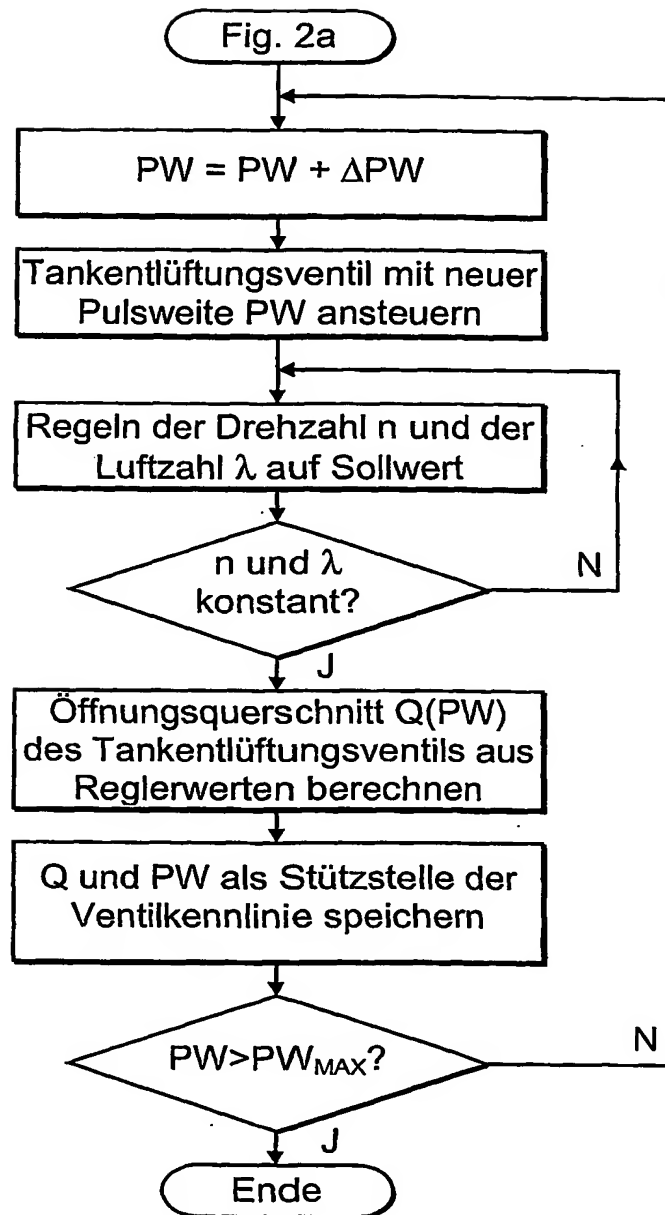 Fig. 2a
PW = PW + ΔPW
Tankentlüftungsventil mit neuer
Pulsweite PW ansteuern
Regeln der Drehzahl n und der
Luftzahl λ auf Sollwert
n und λ
konstant?
N
J
Öffnungsquerschnitt Q(PW)
des Tankentlüftungsventils aus
Reglerwerten berechnen
Q und PW als Stützstelle der
Ventilkennlinie speichern
PW>PWMAX?
N
J
Ende